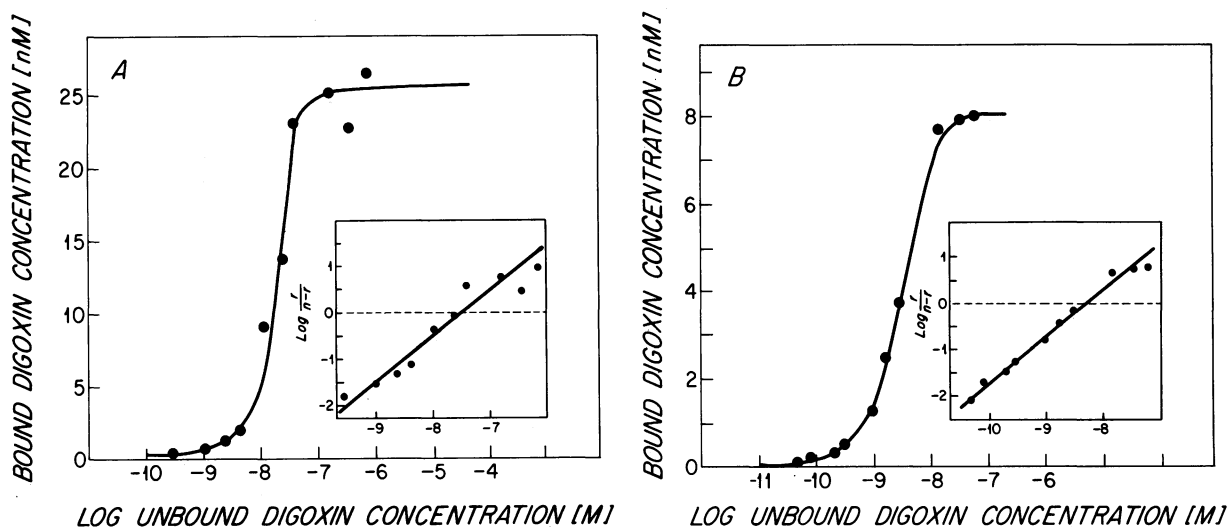 BOUND DIGOXIN CONCENTRATION [nM]
A
25
20
15
10
5
0
-10 -9 -8 -7 -6 -5 -4
LOG UNBOUND DIGOXIN CONCENTRATION [M]
Log r/n-r
1
0
-1
-2
-9 -8 -7
BOUND DIGOXIN CONCENTRATION [nM]
B
8
6
4
2
0
-11 -10 -9 -8 -7 -6
LOG UNBOUND DIGOXIN CONCENTRATION [M]
Log r/n-r
1
0
-1
-2
-10 -9 -8